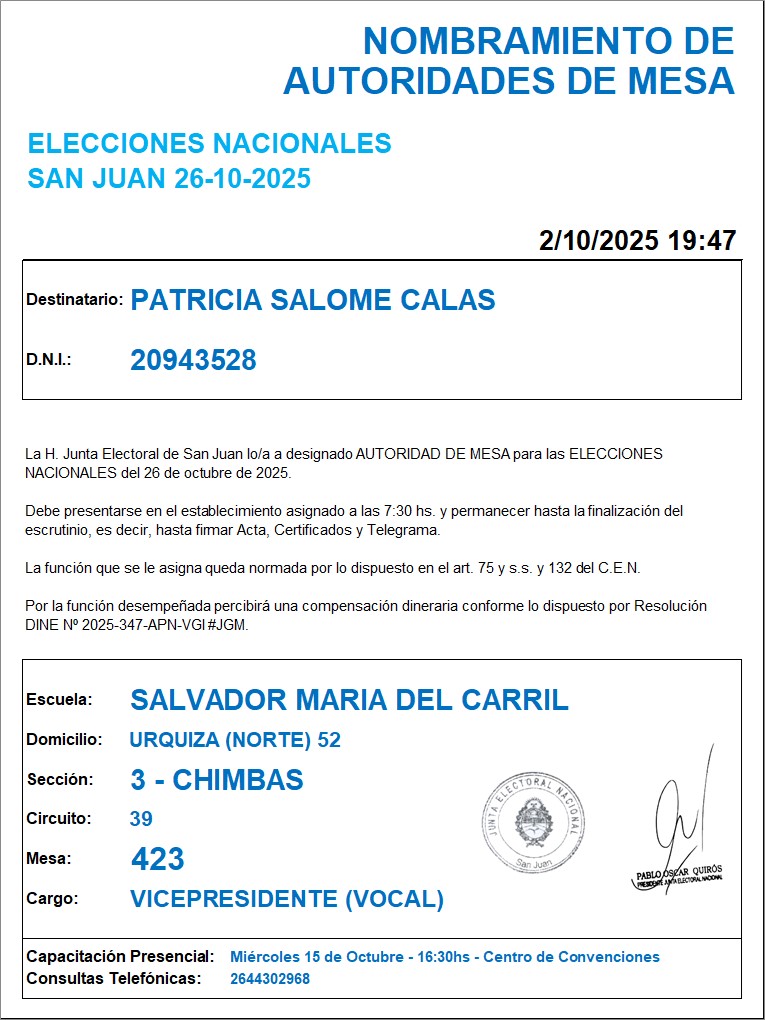 NOMBRAMIENTO DE
AUTORIDADES DE MESA
ELECCIONES NACIONALES
SAN JUAN 26-10-2025
2/10/2025 19:47
Destinatario: PATRICIA SALOME CALAS
D.N.I.: 20943528
La H. Junta Electoral de San Juan lo/a a designado AUTORIDAD DE MESA para las ELECCIONES
NACIONALES del 26 de octubre de 2025.
Debe presentarse en el establecimiento asignado a las 7:30 hs. y permanecer hasta la finalización del
escrutinio, es decir, hasta firmar Acta, Certificados y Telegrama.
La función que se le asigna queda normada por lo dispuesto en el art. 75 y s.s. y 132 del C.E.N.
Por la función desempeñada percibirá una compensación dineraria conforme lo dispuesto por Resolución
DINE Nº 2025-347-APN-VGI#JGM.
Escuela: SALVADOR MARIA DEL CARRIL
Domicilio: URQUIZA (NORTE) 52
Sección: 3 - CHIMBAS
Circuito: 39
Mesa: 423
Cargo: VICEPRESIDENTE (VOCAL)
JUNTA ELECTORAL NACIONAL
San Juan
PABLO OSCAR QUIRÓS
PRESIDENTE JUNTA ELECTORAL NACIONAL
Capacitación Presencial: Miércoles 15 de Octubre - 16:30hs - Centro de Convenciones
Consultas Telefónicas: 2644302968